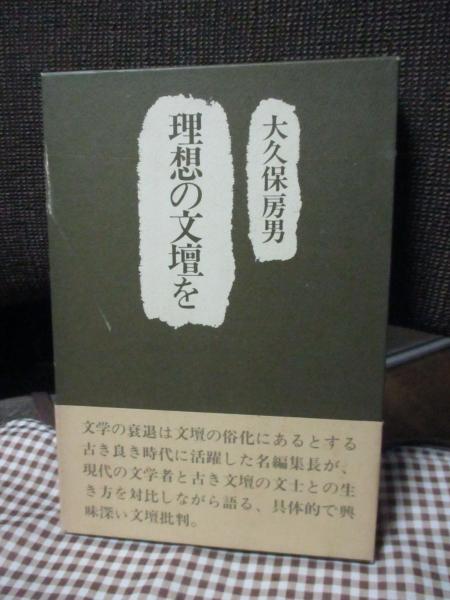 大久保房男
理想の文壇を
文学の衰退は文壇の俗化にあるとする
古き良き時代に活躍した名編集長が、
現代の文学者と古き文壇の文士との生
き方を対比しながら語る、具体的で興
味深い文壇批判。